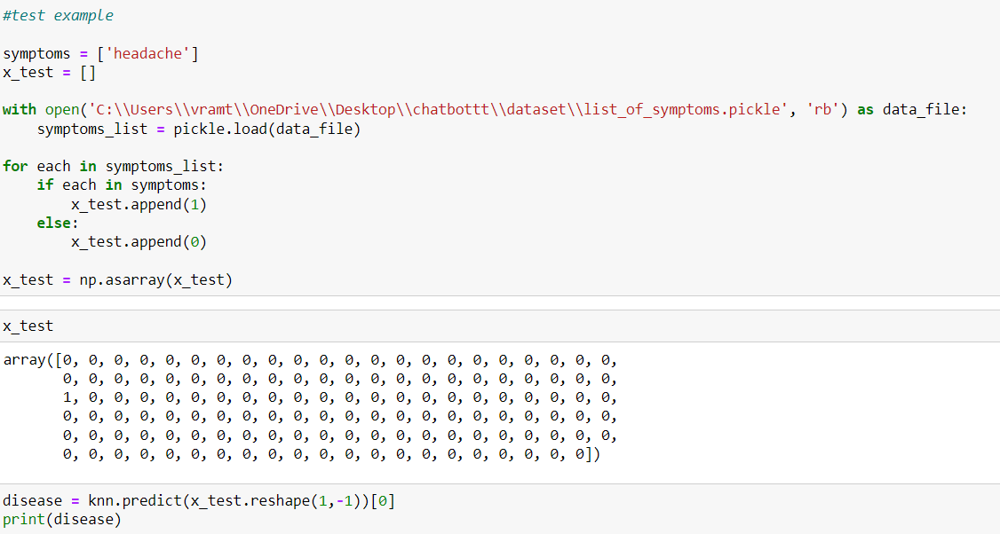 #test example
symptoms = ['headache']
x_test = []
with open('C:\\Users\\vramt\\OneDrive\\Desktop\\chatbottt\\dataset\\list_of_symptoms.pickle', 'rb') as data_file:
    symptoms_list = pickle.load(data_file)
for each in symptoms_list:
    if each in symptoms:
        x_test.append(1)
    else:
        x_test.append(0)
x_test = np.asarray(x_test)
x_test
array([0, 0, 0, 0, 0, 0, 0, 0, 0, 0, 0, 0, 0, 0, 0, 0, 0, 0, 0, 0, 0, 0,
       0, 0, 0, 0, 0, 0, 0, 0, 0, 0, 0, 0, 0, 0, 0, 0, 0, 0, 0, 0, 0, 0,
       1, 0, 0, 0, 0, 0, 0, 0, 0, 0, 0, 0, 0, 0, 0, 0, 0, 0, 0, 0, 0, 0,
       0, 0, 0, 0, 0, 0, 0, 0, 0, 0, 0, 0, 0, 0, 0, 0, 0, 0, 0, 0, 0, 0,
       0, 0, 0, 0, 0, 0, 0, 0, 0, 0, 0, 0, 0, 0, 0, 0, 0, 0, 0, 0, 0, 0,
       0, 0, 0, 0, 0, 0, 0, 0, 0, 0, 0, 0, 0, 0, 0, 0, 0, 0, 0, 0, 0])
disease = knn.predict(x_test.reshape(1,-1))[0]
print(disease)